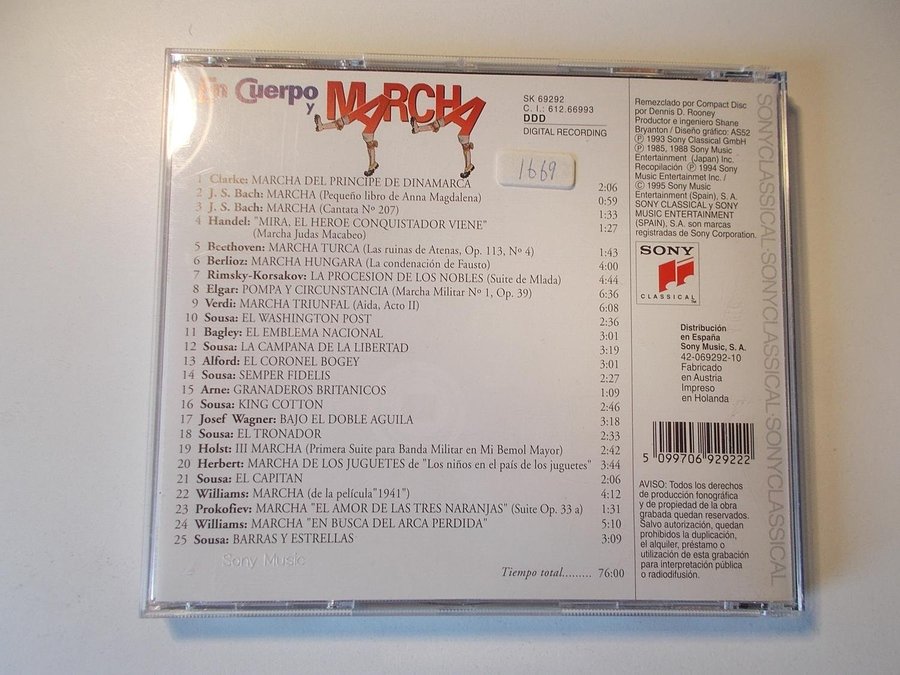 En Cuerpo
y MARCHA
SK 69292
C. I.: 612.66993
DDD
DIGITAL RECORDING
1669
1 Clarke: MARCHA DEL PRINCIPE DE DINAMARCA 2:06
2 J. S. Bach: MARCHA (Pequeño libro de Anna Magdalena) 0:59
3 J. S. Bach: MARCHA (Cantata Nº 207) 1:33
4 Handel: "MIRA, EL HEROE CONQUISTADOR VIENE" 1:27
(Marcha Judas Macabeo)
5 Beethoven: MARCHA TURCA (Las ruinas de Atenas, Op. 113, Nº 4) 1:43
6 Berlioz: MARCHA HUNGARA (La condenación de Fausto) 4:00
7 Rimsky-Korsakov: LA PROCESION DE LOS NOBLES (Suite de Mlada) 4:44
8 Elgar: POMPA Y CIRCUNSTANCIA (Marcha Militar Nº 1, Op. 39) 6:36
9 Verdi: MARCHA TRIUNFAL (Aida, Acto II) 6:08
10 Sousa: EL WASHINGTON POST 2:36
11 Bagley: EL EMBLEMA NACIONAL 3:01
12 Sousa: LA CAMPANA DE LA LIBERTAD 3:19
13 Alford: EL CORONEL BOGEY 3:01
14 Sousa: SEMPER FIDELIS 2:27
15 Arne: GRANADEROS BRITANICOS 1:09
16 Sousa: KING COTTON 2:46
17 Josef Wagner: BAJO EL DOBLE AGUILA 3:18
18 Sousa: EL TRONADOR 2:33
19 Holst: III MARCHA (Primera Suite para Banda Militar en Mi Bemol Mayor) 2:42
20 Herbert: MARCHA DE LOS JUGUETES de "Los niños en el país de los juguetes" 3:44
21 Sousa: EL CAPITAN 2:06
22 Williams: MARCHA (de la película"1941") 4:12
23 Prokofiev: MARCHA "EL AMOR DE LAS TRES NARANJAS" (Suite Op. 33 a) 1:31
24 Williams: MARCHA "EN BUSCA DEL ARCA PERDIDA" 5:10
25 Sousa: BARRAS Y ESTRELLAS 3:09
Sony Music
Tiempo total......... 76:00
Remezclado por Compact Disc
por Dennis D. Rooney
Productor e ingeniero Shane
Bryanton / Diseño gráfico: AS52
℗ 1993 Sony Classical GmbH
℗ 1985, 1988 Sony Music
Entertainment (Japan) Inc.
Recopilación ℗ 1994 Sony
Music Entertainmet Inc. /
© 1995 Sony Music
Entertainment (Spain), S. A.
SONY CLASSICAL y SONY
MUSIC ENTERTAINMENT
(SPAIN), S.A. son marcas
registradas de Sony Corporation.
SONY
CLASSICAL™
Distribución
en España
Sony Music, S. A.
42-069292-10
Fabricado
en Austria
Impreso
en Holanda
5 099706 929222
AVISO: Todos los derechos
de producción fonográfica
y de propiedad de la obra
grabada quedan reservados.
Salvo autorización, quedan
prohibidos la duplicación,
el alquiler, préstamo o
utilización de esta grabación
para interpretación pública
o radiodifusión.
SONYCLASSICAL·SONYCLASSICAL·SONYCLASSICAL